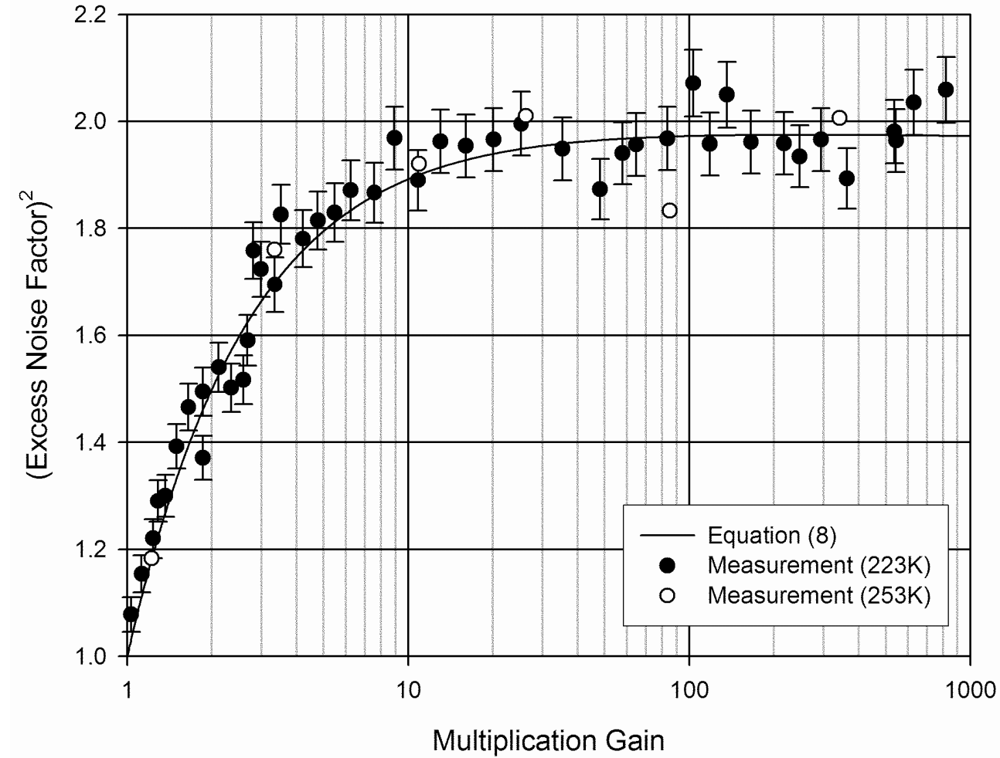 2.2
2.0
1.8
1.6
1.4
1.2
1.0
(Excess Noise Factor)²
Equation (8)
Measurement (223K)
Measurement (253K)
1 10 100 1000
Multiplication Gain